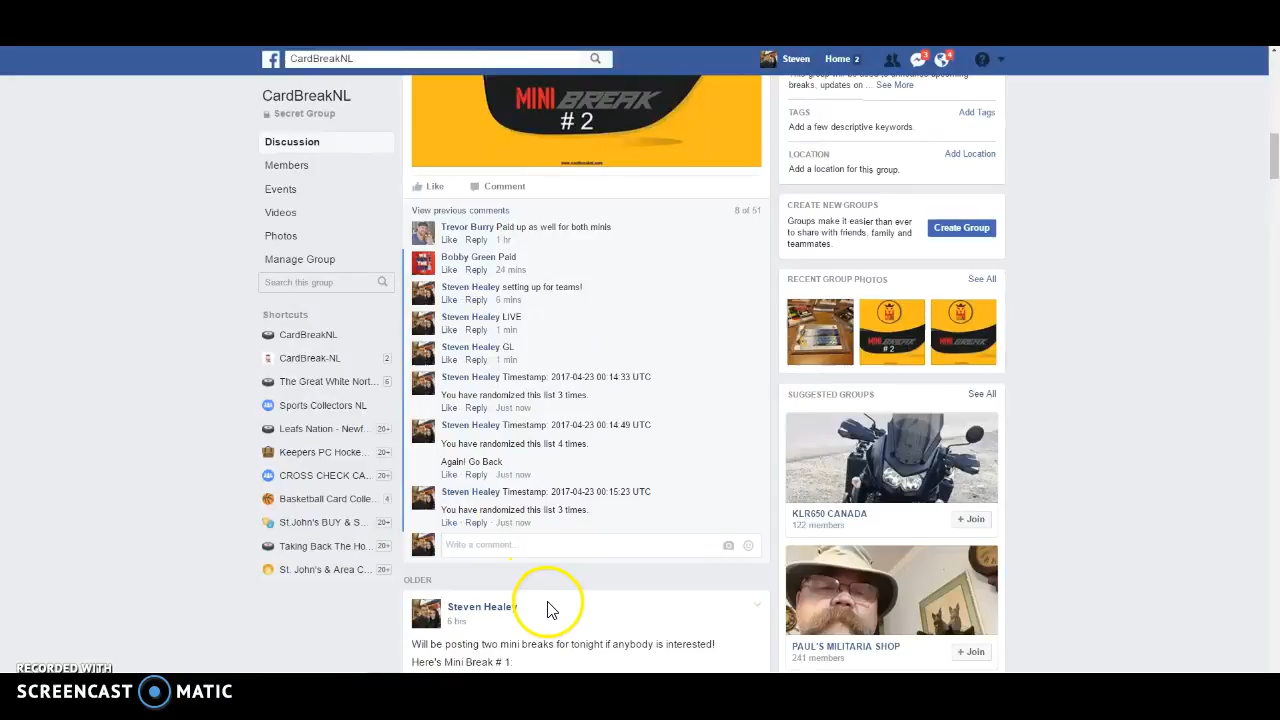 CardBreakNL
Steven
Home 2
3
4
CardBreakNL
Secret Group
Discussion
Members
Events
Videos
Photos
Manage Group
Search this group
Shortcuts
CardBreakNL
CardBreak-NL 2
The Great White Nort... 6
Sports Collectors NL
Leafs Nation - Newf... 20+
Keepers PC Hocke... 20+
CROSS CHECK CA... 20+
Basketball Card Colle... 4
St.John's BUY & S... 20+
Taking Back The Ho... 20+
St. John's & Area C... 20+
MINI BREAK
# 2
Like Comment
View previous comments 8 of 51
Trevor Burry Paid up as well for both minis
Like Reply 1 hr
Bobby Green Paid
Like Reply 24 mins
Steven Healey setting up for teams!
Like Reply 6 mins
Steven Healey LIVE
Like Reply 1 min
Steven Healey GL
Like Reply 1 min
Steven Healey Timestamp: 2017-04-23 00:14:33 UTC
You have randomized this list 3 times.
Like Reply Just now
Steven Healey Timestamp: 2017-04-23 00:14:49 UTC
You have randomized this list 4 times.
Again! Go Back
Like Reply Just now
Steven Healey Timestamp: 2017-04-23 00:15:23 UTC
You have randomized this list 3 times.
Like · Reply · Just now
Write a comment...
OLDER
Steven Healey
6 hrs
Will be posting two mini breaks for tonight if anybody is interested!
Here's Mini Break # 1:
breaks, updates on ... See More
TAGS Add Tags
Add a few descriptive keywords.
LOCATION Add Location
Add a location for this group.
CREATE NEW GROUPS
Groups make it easier than ever
to share with friends, family and
teammates.
Create Group
RECENT GROUP PHOTOS See All
MINI BREAK
# 2
MINI BREAK
SUGGESTED GROUPS See All
KLR650 CANADA
122 members
+ Join
PAUL'S MILITARIA SHOP
241 members
+ Join
RECORDED WITH
SCREENCAST MATIC